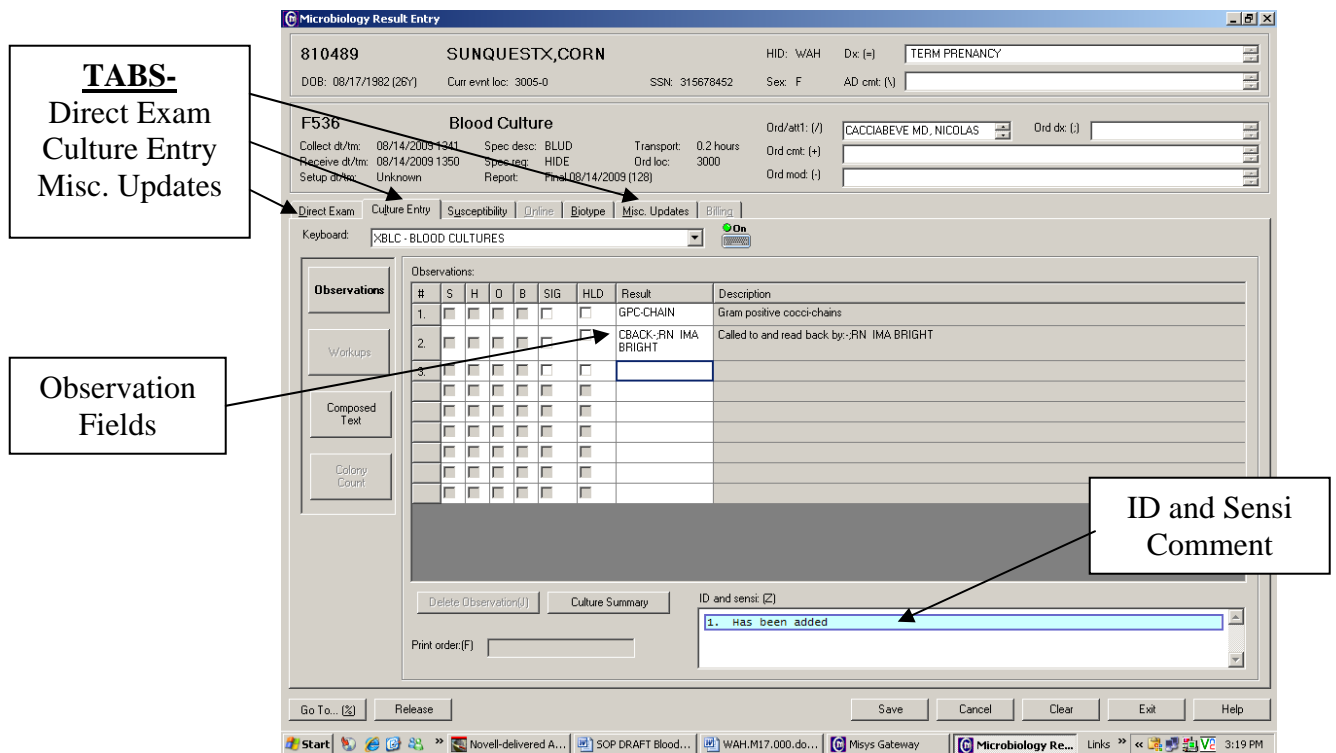 Microbiology Result Entry
810489 SUNQUESTX,CORN HID: WAH Dx: (=) TERM PRENANCY
DOB: 08/17/1982 (26Y) Curr evnt loc: 3005-0 SSN: 315678452 Sex: F AD cmt: (\)
TABS-
Direct Exam
Culture Entry
Misc. Updates
F536 Blood Culture Ord/att1: (/) CACCIABEVE MD, NICOLAS Ord dx: (;)
Collect dt/tm: 08/14/2009 1341 Spec desc: BLUD Transport: 0.2 hours Ord cmt: (+)
Receive dt/tm: 08/14/2009 1350 Spec req: HIDE Ord loc: 3000
Setup dt/tm: Unknown Report: Final 08/14/2009 (128) Ord mod: (-)
Direct Exam Culture Entry Susceptibility Online Biotype Misc. Updates Billing
Keyboard: XBLC - BLOOD CULTURES On
Observations
Workups
Composed
Text
Colony
Count
Observations:
# S H O B SIG HLD Result Description
1. GPC-CHAIN Gram positive cocci-chains
2. CBACK-;RN IMA BRIGHT Called to and read back by:-;RN IMA BRIGHT
3.
Observation
Fields
ID and Sensi
Comment
Delete Observation(J) Culture Summary ID and sensi: (Z)
1. Has been added
Print order:(F)
Go To... (%) Release Save Cancel Clear Exit Help
Start » Novell-delivered A... SOP DRAFT Blood... WAH.M17.000.do... Misys Gateway Microbiology Re... Links » « 3:19 PM